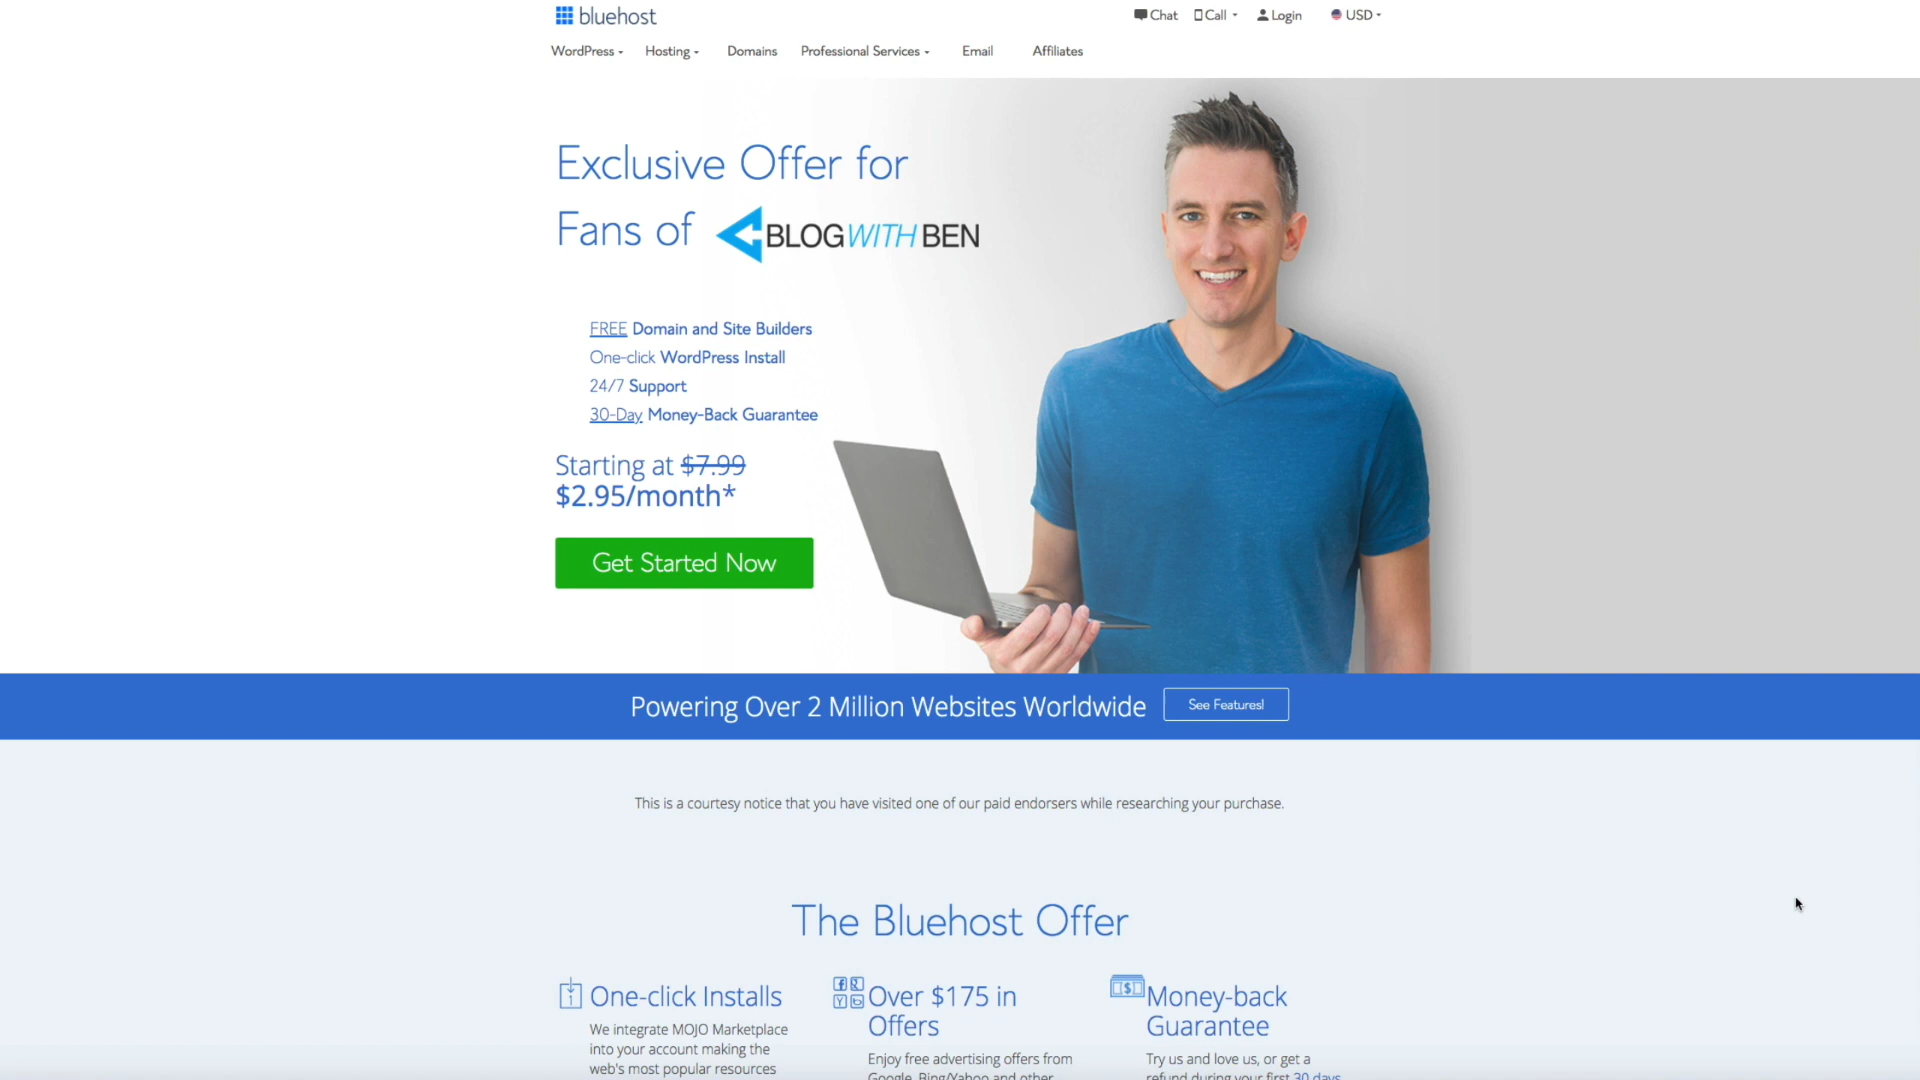 bluehost
Chat Call Login USD
WordPress Hosting Domains Professional Services Email Affiliates
Exclusive Offer for
Fans of BLOGWITHBEN
FREE Domain and Site Builders
One-click WordPress Install
24/7 Support
30-Day Money-Back Guarantee
Starting at $7.99
$2.95/month*
Get Started Now
Powering Over 2 Million Websites Worldwide See Features!
This is a courtesy notice that you have visited one of our paid endorsers while researching your purchase.
The Bluehost Offer
One-click Installs
We integrate MOJO Marketplace
into your account making the
web's most popular resources
Over $175 in
Offers
Enjoy free advertising offers from
Google, Bing/Yahoo and other
Money-back
Guarantee
Try us and love us, or get a
refund during your first 30 days